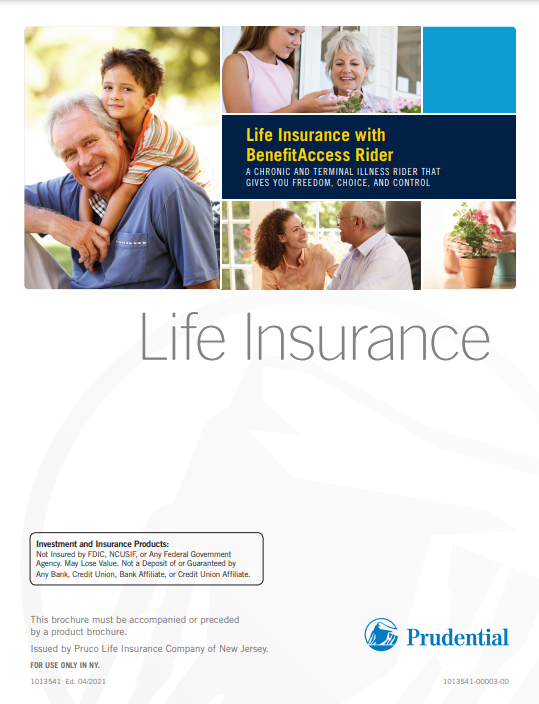 Life Insurance with
BenefitAccess Rider
A CHRONIC AND TERMINAL ILLNESS RIDER THAT
GIVES YOU FREEDOM, CHOICE, AND CONTROL
Life Insurance
Investment and Insurance Products:
Not Insured by FDIC, NCUSIF, or Any Federal Government
Agency. May Lose Value. Not a Deposit of or Guaranteed by
Any Bank, Credit Union, Bank Affiliate, or Credit Union Affiliate.
This brochure must be accompanied or preceded
by a product brochure.
Issued by Pruco Life Insurance Company of New Jersey.
FOR USE ONLY IN NY.
Prudential
1013541 Ed. 04/2021
1013541-00003-00